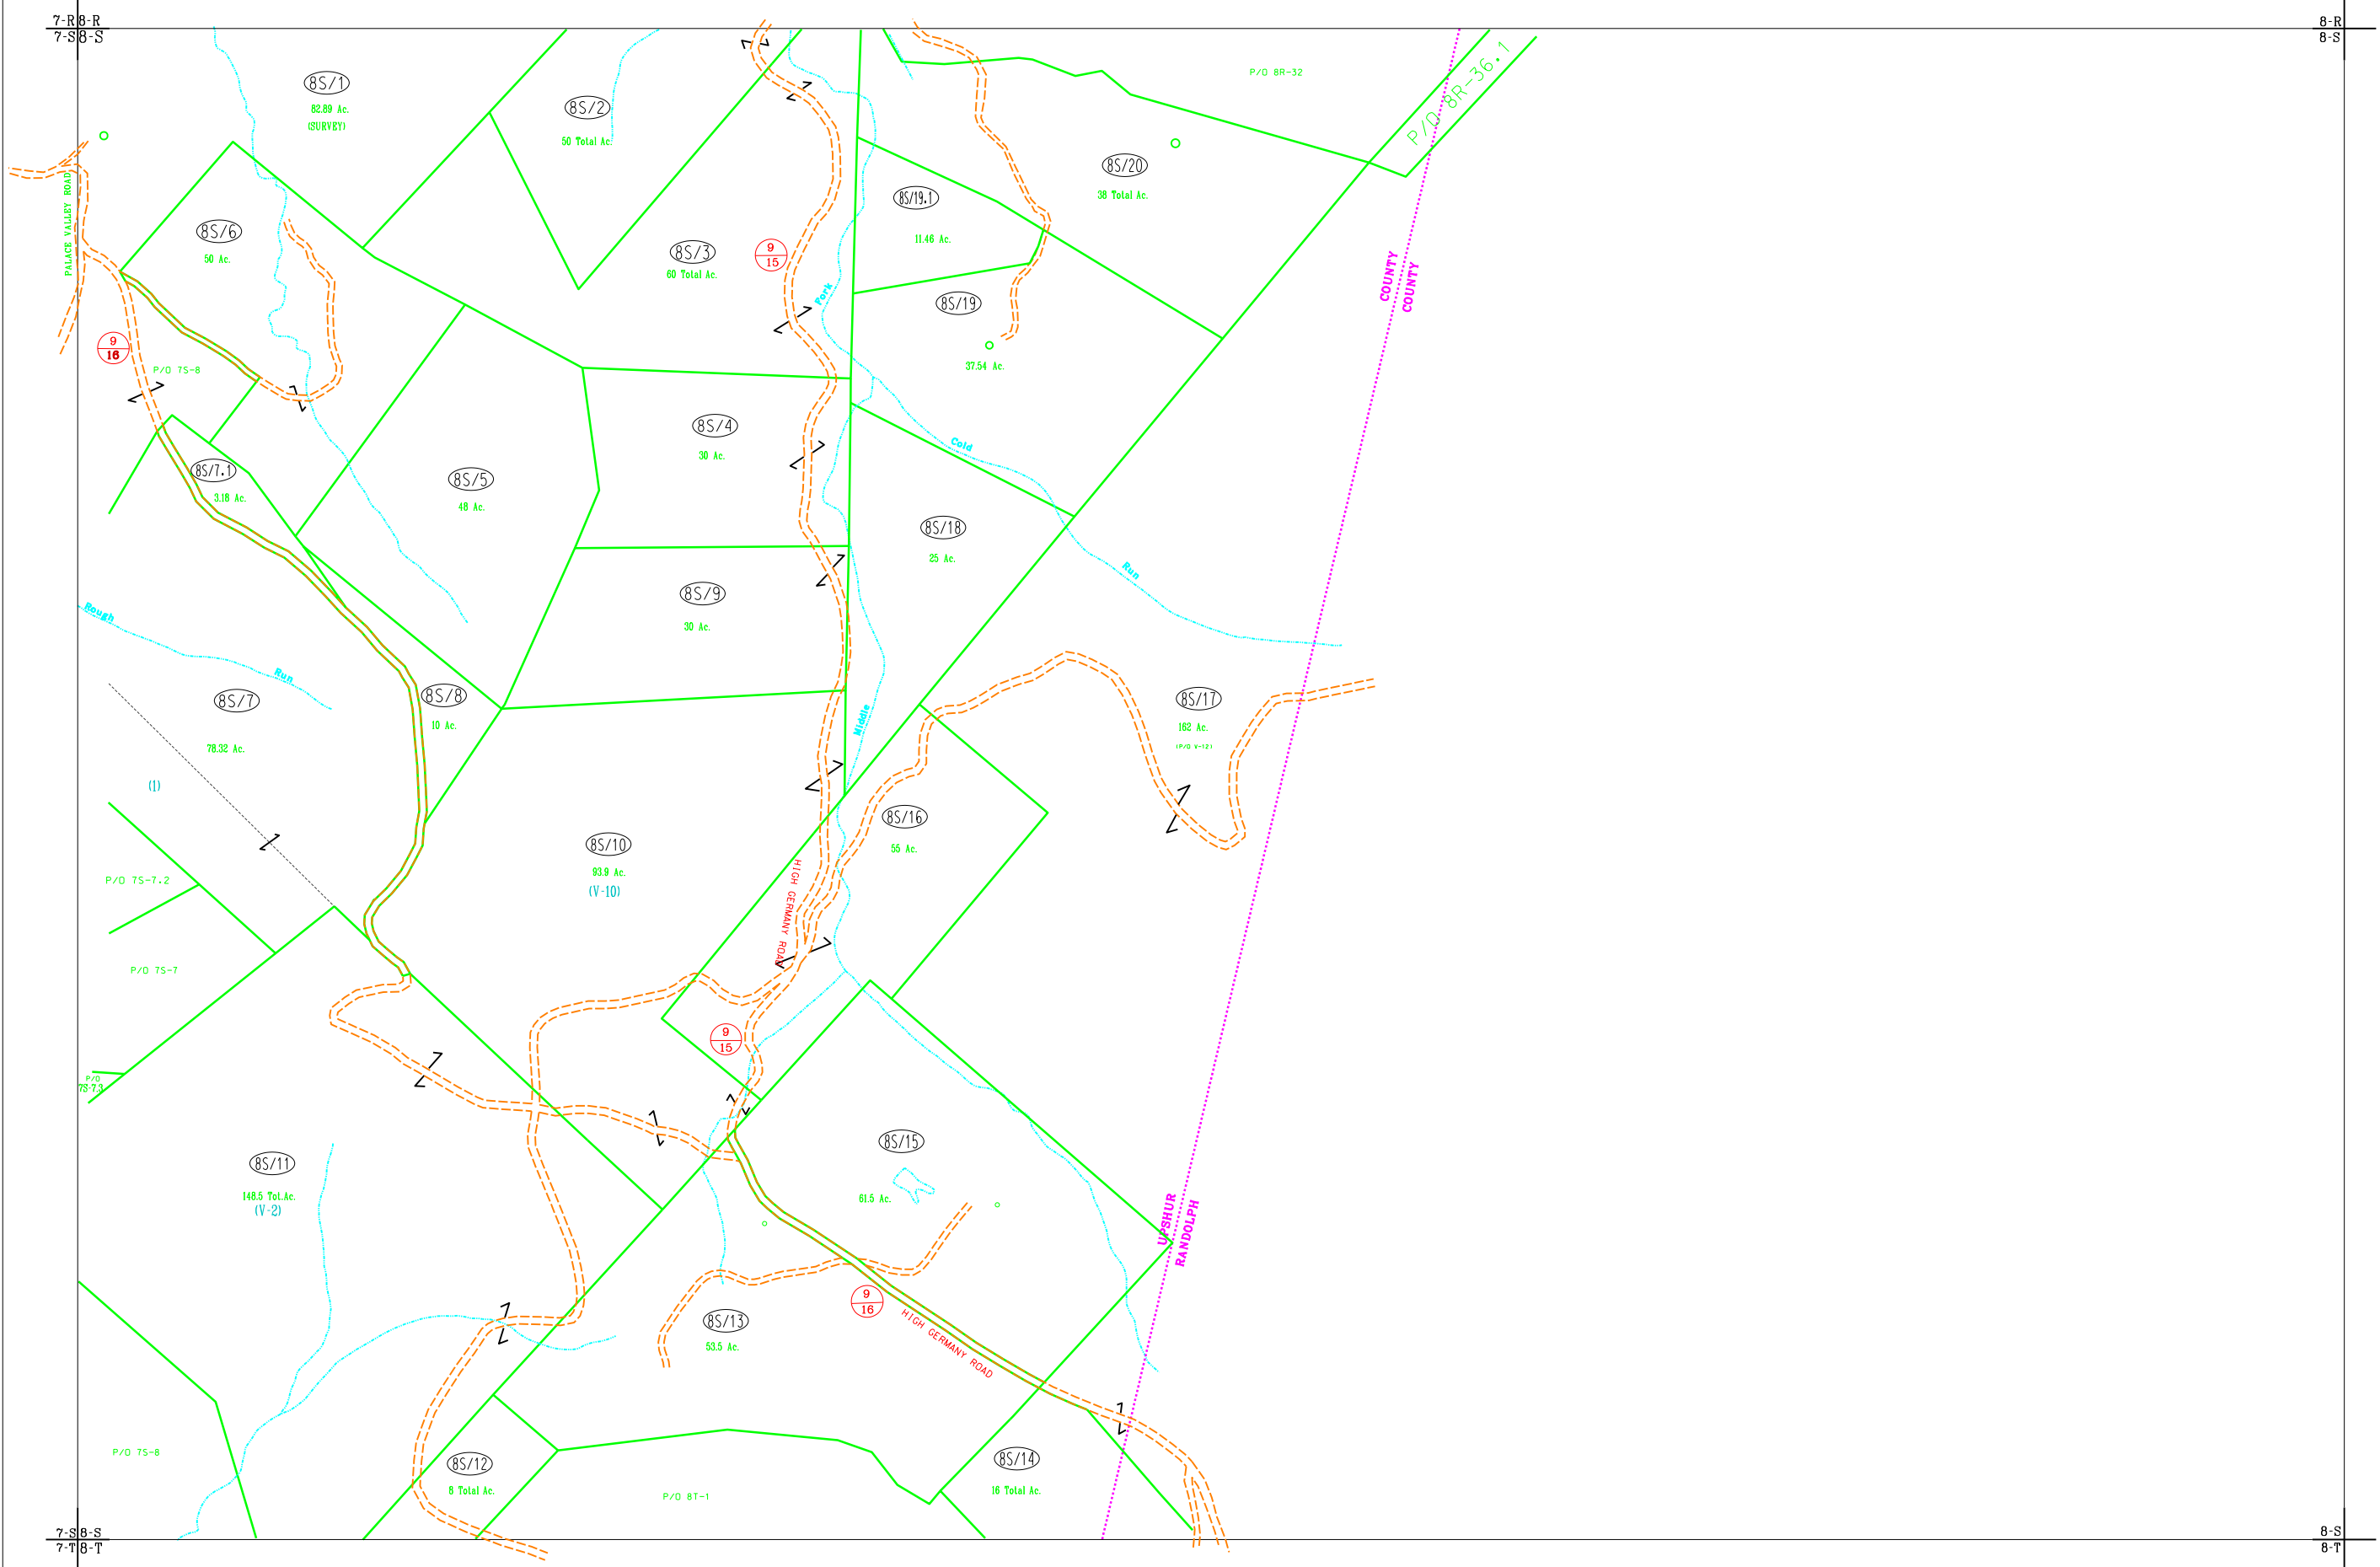 7-R 8-R
7-S 8-S
8-R
8-S
8S/1
82.89 Ac.
(SURVEY)
8S/2
50 Total Ac.
P/O 8R-32
P/O 8R-36.1
8S/20
38 Total Ac.
8S/19.1
11.46 Ac.
PALACE VALLEY ROAD
8S/6
50 Ac.
8S/3
60 Total Ac.
9
15
Fork
COUNTY
COUNTY
8S/19
37.54 Ac.
9
16
P/O 7S-8
8S/4
30 Ac.
Cold
8S/7.1
3.18 Ac.
8S/5
48 Ac.
8S/18
25 Ac.
Run
8S/9
30 Ac.
Rough
Run
8S/7
78.32 Ac.
(1)
8S/8
10 Ac.
Middle
8S/17
162 Ac.
(P/O V-12)
8S/16
55 Ac.
8S/10
93.9 Ac.
(V-10)
HIGH GERMANY ROAD
P/O 7S-7.2
P/O 7S-7
9
15
P/O
7S-7.3
8S/15
61.5 Ac.
8S/11
148.5 Tot.Ac.
(V-2)
UPSHUR
RANDOLPH
9
16
HIGH GERMANY ROAD
8S/13
53.5 Ac.
P/O 7S-8
8S/12
8 Total Ac.
P/O 8T-1
8S/14
16 Total Ac.
7-S 8-S
7-T 8-T
8-S
8-T